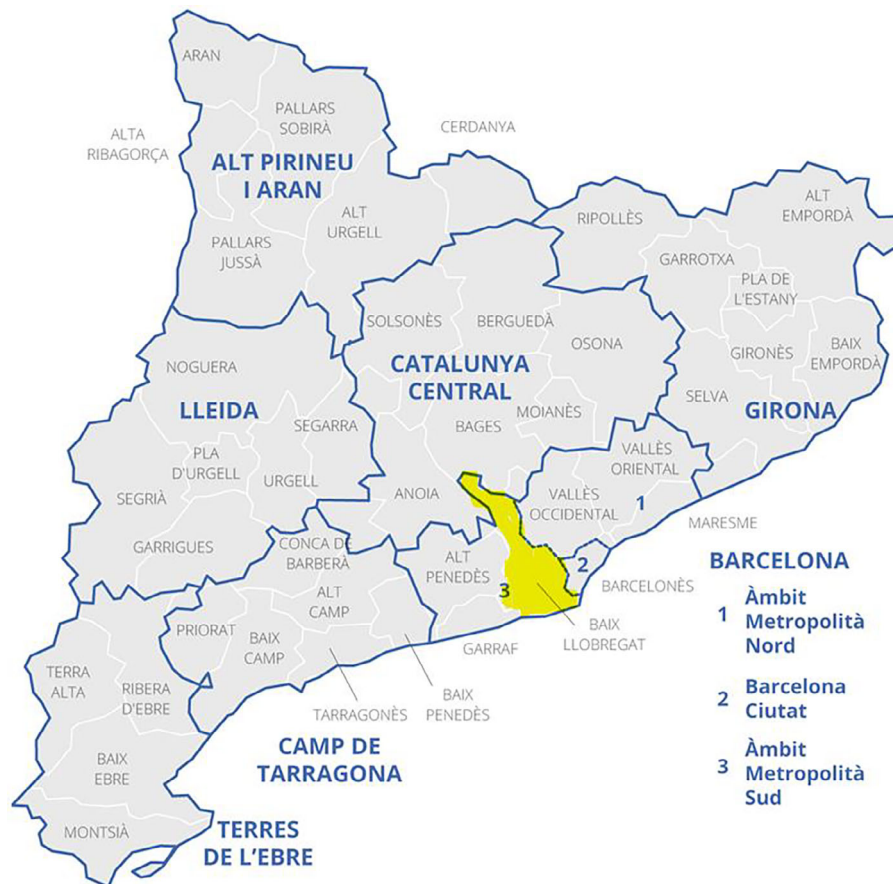 ARAN
PALLARS
SOBIRÀ
ALTA
RIBAGORÇA
CERDANYA
ALT PIRINEU
I ARAN
ALT
URGELL
PALLARS
JUSSÀ
RIPOLLÈS
ALT
EMPORDÀ
GARROTXA
PLA DE
L'ESTANY
SOLSONÈS
BERGUEDÀ
OSONA
GIRONÈS
BAIX
EMPORDÀ
NOGUERA
CATALUNYA
CENTRAL
LLEIDA
SEGARRA
MOIANÈS
BAGES
SELVA
GIRONA
PLA
D'URGELL
URGELL
SEGRIÀ
ANOIA
VALLÈS
ORIENTAL
VALLÈS
OCCIDENTAL
1
MARESME
GARRIGUES
CONCA DE
BARBERÀ
ALT
PENEDÈS
2
BARCELONÈS
ALT
CAMP
3
BAIX
LLOBREGAT
PRIORAT
BAIX
CAMP
GARRAF
TERRA
ALTA
RIBERA
D'EBRE
TARRAGONÈS
BAIX
PENEDÈS
CAMP DE
TARRAGONA
BAIX
EBRE
MONTSIÀ
TERRES
DE L'EBRE
BARCELONA
1 Àmbit
Metropolità
Nord
2 Barcelona
Ciutat
3 Àmbit
Metropolità
Sud